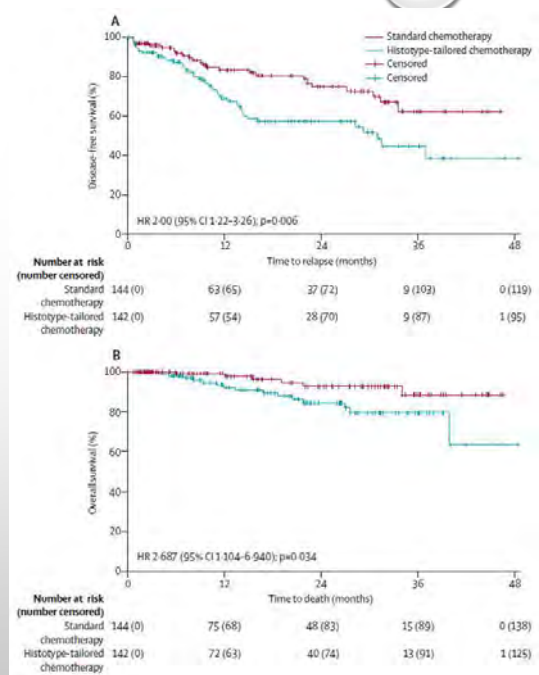 A
100
80
60
40
20
0
Disease-free survival (%)
Standard chemotherapy
Histotype-tailored chemotherapy
Censored
Censored
HR 2·00 (95% CI 1·22–3·26); p=0·006
0 12 24 36 48
Time to relapse (months)
Number at risk
(number censored)
Standard chemotherapy 144 (0) 63 (65) 37 (72) 9 (103) 0 (119)
Histotype-tailored chemotherapy 142 (0) 57 (54) 28 (70) 9 (87) 1 (95)
B
100
80
60
40
20
0
Overall survival (%)
HR 2·687 (95% CI 1·104–6·940); p=0·034
0 12 24 36 48
Time to death (months)
Number at risk
(number censored)
Standard chemotherapy 144 (0) 75 (68) 48 (83) 15 (89) 0 (138)
Histotype-tailored chemotherapy 142 (0) 72 (63) 40 (74) 13 (91) 1 (125)